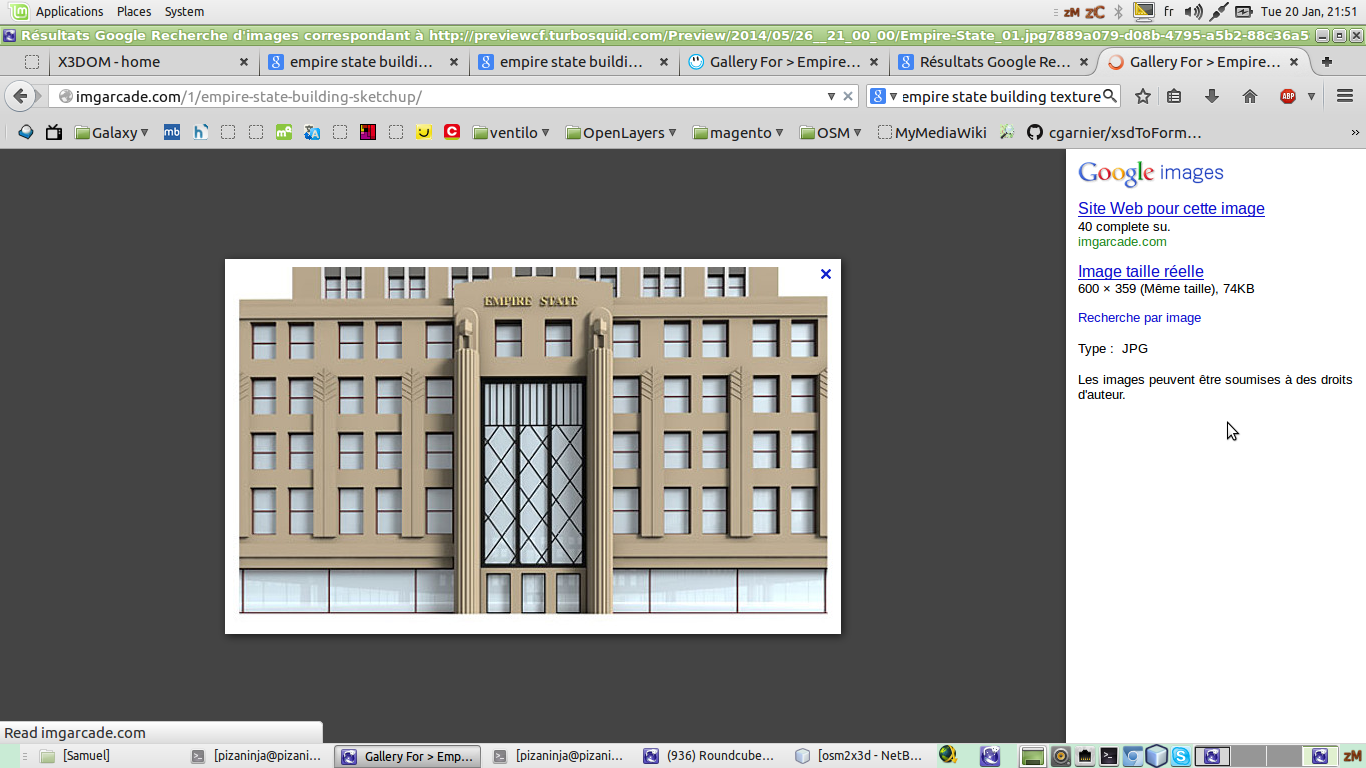 Applications Places System
zM zC fr Tue 20 Jan, 21:51
Résultats Google Recherche d'images correspondant à http://previewcf.turbosquid.com/Preview/2014/05/26__21_00_00/Empire-State_01.jpg7889a079-d08b-4795-a5b2-88c36a5
X3DOM - home
empire state buildi...
empire state buildi...
Gallery For > Empire...
Résultats Google Re...
Gallery For > Empire...
imgarcade.com/1/empire-state-building-sketchup/
empire state building texture
ABP
Galaxy
mb
ventilo
OpenLayers
magento
OSM
MyMediaWiki
cgarnier/xsdToForm...
Google images
Site Web pour cette image
40 complete su.
imgarcade.com
Image taille réelle
600 × 359 (Même taille), 74KB
Recherche par image
Type : JPG
Les images peuvent être soumises à des droits
d'auteur.
EMPIRE STATE
Read imgarcade.com
[Samuel]
[pizaninja@pizani...
Gallery For > Emp...
[pizaninja@pizani...
(936) Roundcube...
[osm2x3d - NetB...
zM